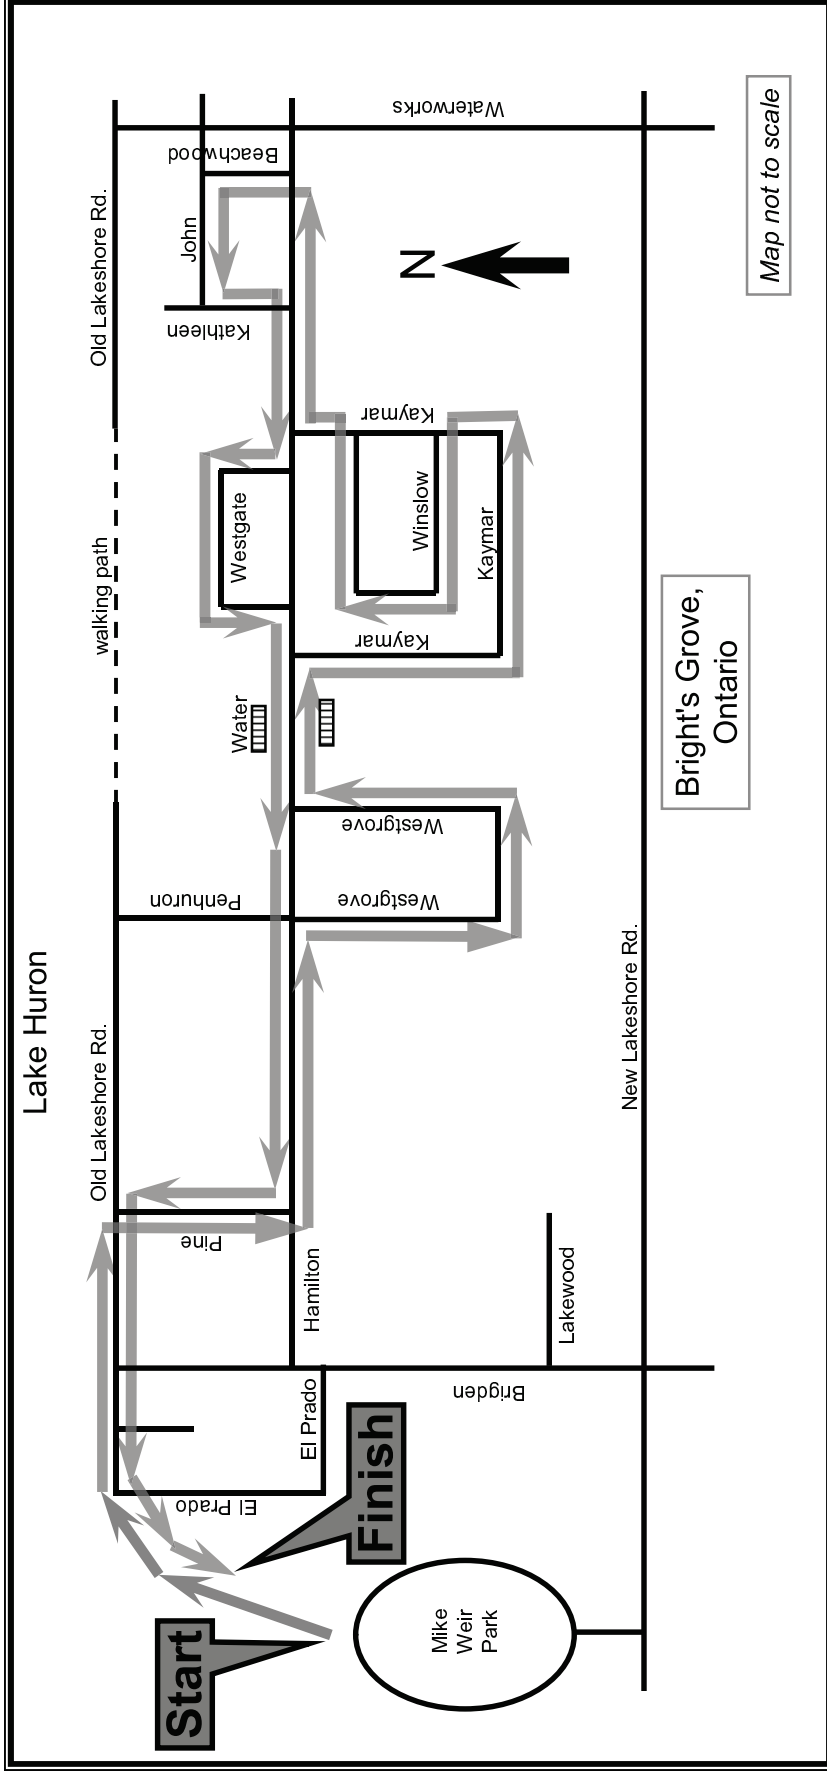 Lake Huron
Old Lakeshore Rd.
walking path
Old Lakeshore Rd.
Start
El Prado
El Prado
Finish
Mike
Weir
Park
Brigden
Pine
Hamilton
Lakewood
Penhuron
Westgrove
Westgrove
Water
Westgate
Kaymar
Kaymar
Winslow
Kaymar
Kathleen
John
Beachwood
Waterworks
N
New Lakeshore Rd.
Bright's Grove,
Ontario
Map not to scale